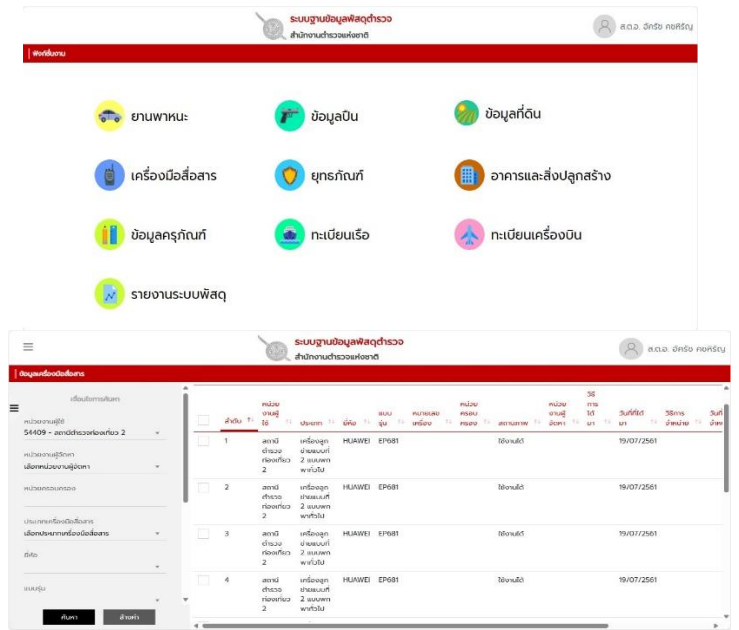 ระบบฐานข้อมูลพัสดุตำรวจ
สำนักงานตำรวจแห่งชาติ
ส.ต.อ. อัครัช คชหิรัญ
ฟังก์ชั่นงาน
ยานพาหนะ
ข้อมูลปืน
ข้อมูลที่ดิน
เครื่องมือสื่อสาร
ยุทธภัณฑ์
อาคารและสิ่งปลูกสร้าง
ข้อมูลครุภัณฑ์
ทะเบียนเรือ
ทะเบียนเครื่องบิน
รายงานระบบพัสดุ
ระบบฐานข้อมูลพัสดุตำรวจ
สำนักงานตำรวจแห่งชาติ
ส.ต.อ. อัครัช คชหิรัญ
ข้อมูลเครื่องมือสื่อสาร
เงื่อนไขการค้นหา
หน่วยงานผู้ใช้
54409 - สถานีตำรวจท่องเที่ยว 2
หน่วยงานผู้จัดหา
เลือกหน่วยงานผู้จัดหา
หน่วยครอบครอง
ประเภทเครื่องมือสื่อสาร
เลือกประเภทเครื่องมือสื่อสาร
ยี่ห้อ
แบบ/รุ่น
ค้นหา
ล้างค่า
ลำดับ
หน่วย
งานผู้
ใช้
ประเภท
ยี่ห้อ
แบบ
รุ่น
หมายเลข
เครื่อง
หน่วย
ครอบ
ครอง
สถานภาพ
หน่วย
งานผู้
จัดหา
วิธี
การ
ได้
มา
วันที่ที่ได้
มา
วิธีการ
จำหน่าย
วันที่
จำหน่
1
สถานี
ตำรวจ
ท่องเที่ยว
2
เครื่องลูก
ข่ายแบบที่
2 แบบพก
พาทั่วไป
HUAWEI
EP681
ใช้งานได้
19/07/2561
2
สถานี
ตำรวจ
ท่องเที่ยว
2
เครื่องลูก
ข่ายแบบที่
2 แบบพก
พาทั่วไป
HUAWEI
EP681
ใช้งานได้
19/07/2561
3
สถานี
ตำรวจ
ท่องเที่ยว
2
เครื่องลูก
ข่ายแบบที่
2 แบบพก
พาทั่วไป
HUAWEI
EP681
ใช้งานได้
19/07/2561
4
สถานี
ตำรวจ
ท่องเที่ยว
2
เครื่องลูก
ข่ายแบบที่
2 แบบพก
พาทั่วไป
HUAWEI
EP681
ใช้งานได้
19/07/2561